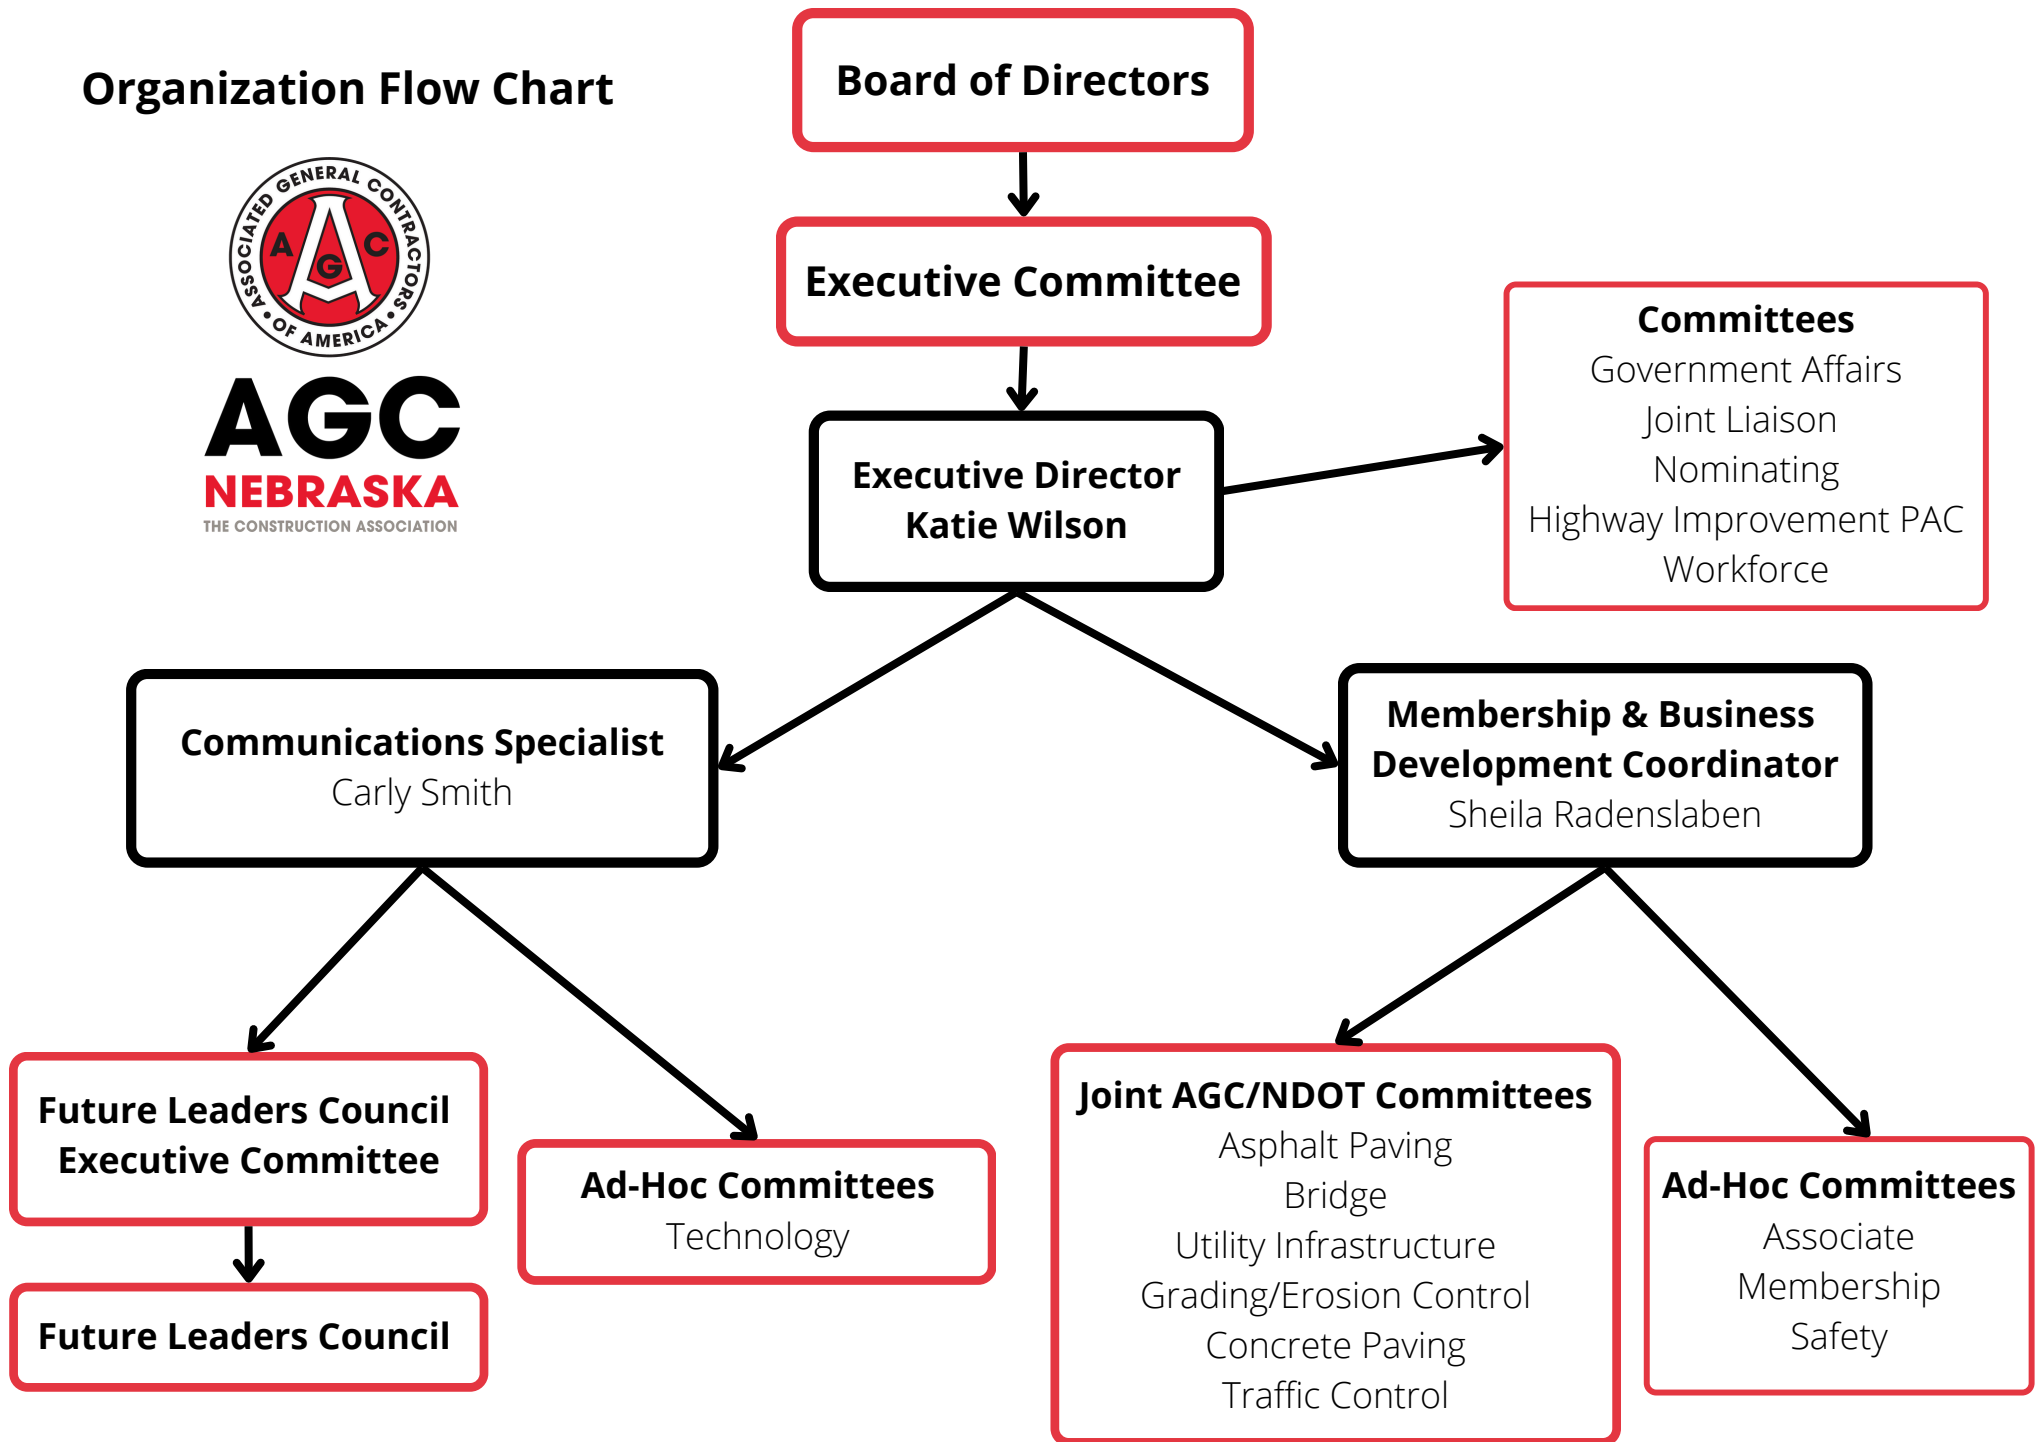 Organization Flow Chart
ASSOCIATED GENERAL CONTRACTORS
• OF AMERICA •
A G C
AGC
NEBRASKA
THE CONSTRUCTION ASSOCIATION
Board of Directors
Executive Committee
Executive Director
Katie Wilson
Committees
Government Affairs
Joint Liaison
Nominating
Highway Improvement PAC
Workforce
Communications Specialist
Carly Smith
Membership & Business
Development Coordinator
Sheila Radenslaben
Future Leaders Council
Executive Committee
Future Leaders Council
Ad-Hoc Committees
Technology
Joint AGC/NDOT Committees
Asphalt Paving
Bridge
Utility Infrastructure
Grading/Erosion Control
Concrete Paving
Traffic Control
Ad-Hoc Committees
Associate
Membership
Safety